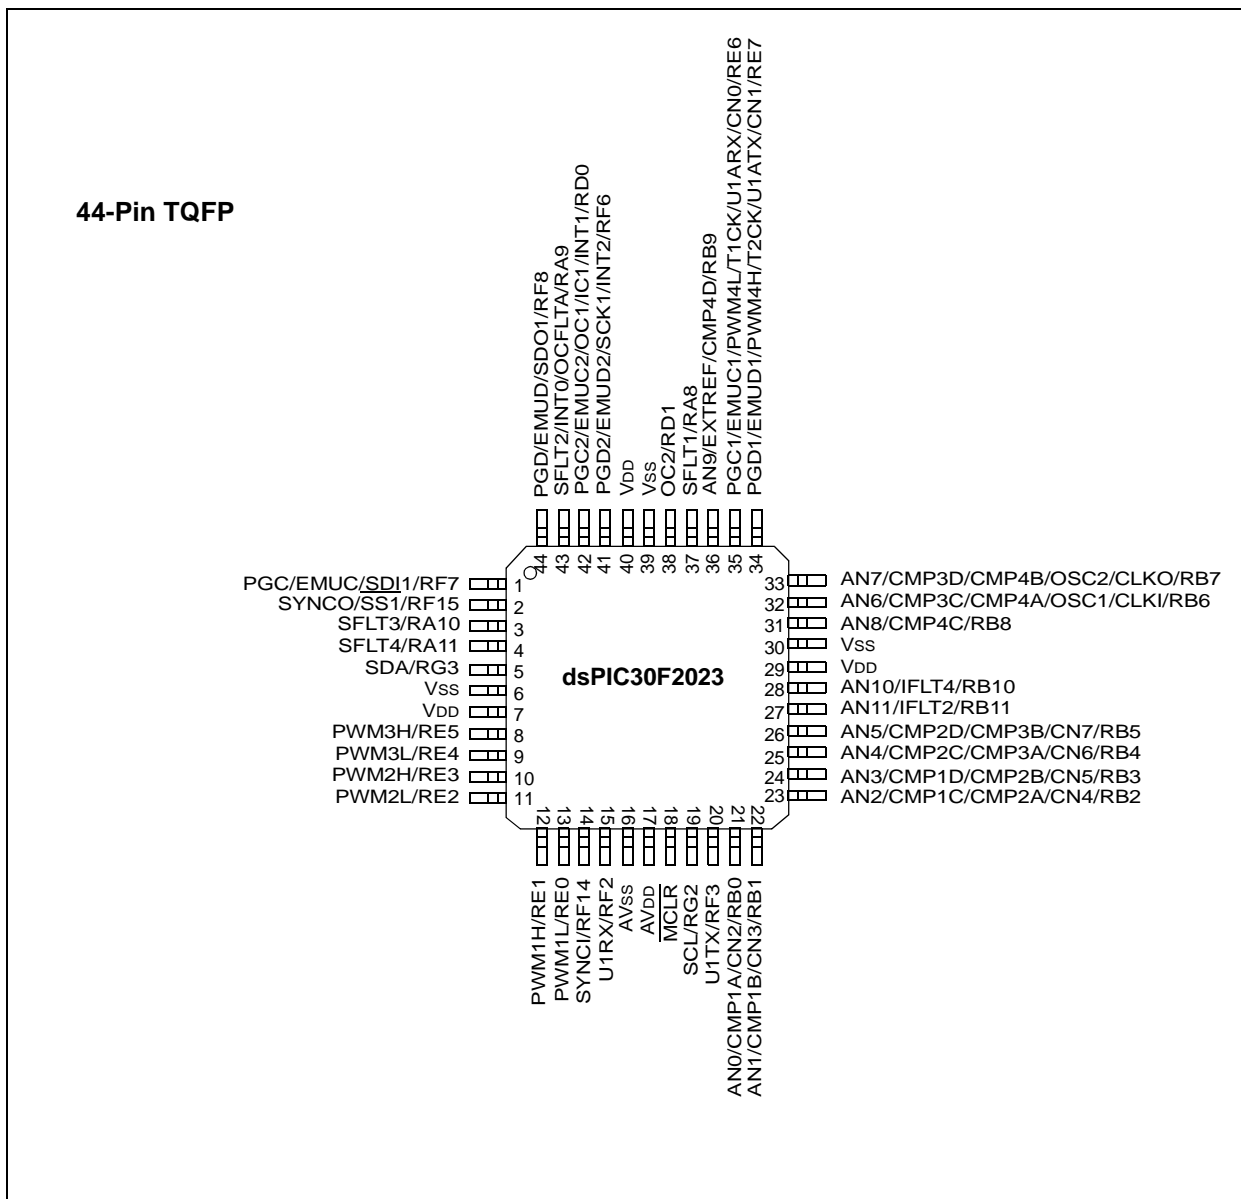 44-Pin TQFP
PGD/EMUD/SDO1/RF8
SFLT2/INT0/OCFLTA/RA9
PGC2/EMUC2/OC1/IC1/INT1/RD0
PGD2/EMUD2/SCK1/INT2/RF6
VDD
VSS
OC2/RD1
SFLT1/RA8
AN9/EXTREF/CMP4D/RB9
PGC1/EMUC1/PWM4L/T1CK/U1ARX/CN0/RE6
PGD1/EMUD1/PWM4H/T2CK/U1ATX/CN1/RE7
44
43
42
41
40
39
38
37
36
35
34
PGC/EMUC/SDI1/RF7 1
SYNCO/SS1/RF15 2
SFLT3/RA10 3
SFLT4/RA11 4
SDA/RG3 5
VSS 6
VDD 7
PWM3H/RE5 8
PWM3L/RE4 9
PWM2H/RE3 10
PWM2L/RE2 11
dsPIC30F2023
33 AN7/CMP3D/CMP4B/OSC2/CLKO/RB7
32 AN6/CMP3C/CMP4A/OSC1/CLKI/RB6
31 AN8/CMP4C/RB8
30 VSS
29 VDD
28 AN10/IFLT4/RB10
27 AN11/IFLT2/RB11
26 AN5/CMP2D/CMP3B/CN7/RB5
25 AN4/CMP2C/CMP3A/CN6/RB4
24 AN3/CMP1D/CMP2B/CN5/RB3
23 AN2/CMP1C/CMP2A/CN4/RB2
12
13
14
15
16
17
18
19
20
21
22
PWM1H/RE1
PWM1L/RE0
SYNCI/RF14
U1RX/RF2
AVSS
AVDD
MCLR
SCL/RG2
U1TX/RF3
AN0/CMP1A/CN2/RB0
AN1/CMP1B/CN3/RB1